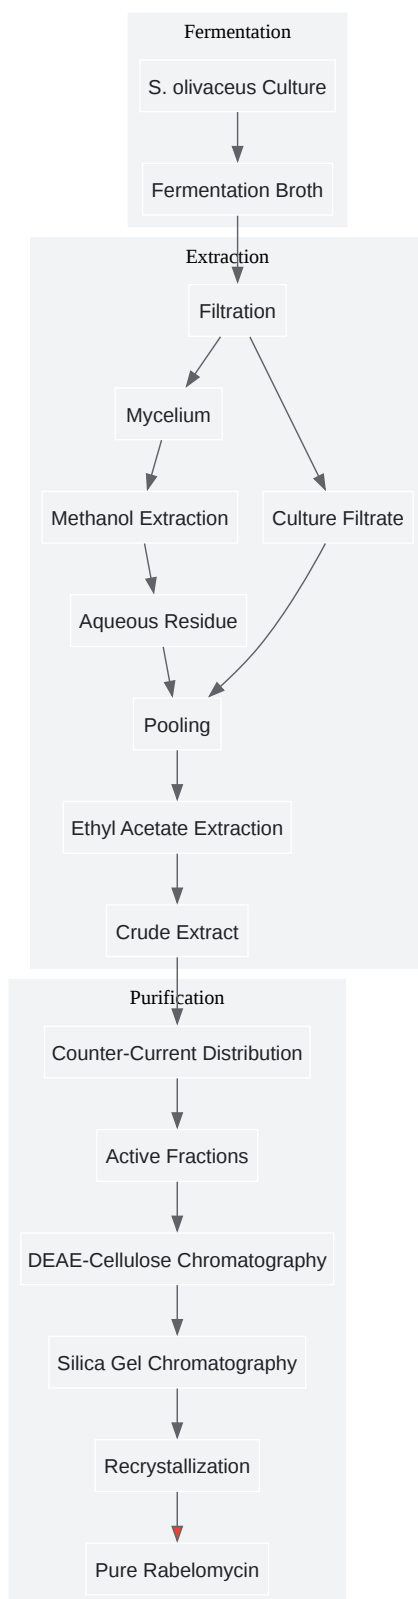 Fermentation
S. olivaceus Culture
Fermentation Broth
Extraction
Filtration
Mycelium
Methanol Extraction
Culture Filtrate
Aqueous Residue
Pooling
Ethyl Acetate Extraction
Crude Extract
Purification
Counter-Current Distribution
Active Fractions
DEAE-Cellulose Chromatography
Silica Gel Chromatography
Recrystallization
Pure Rabelomycin